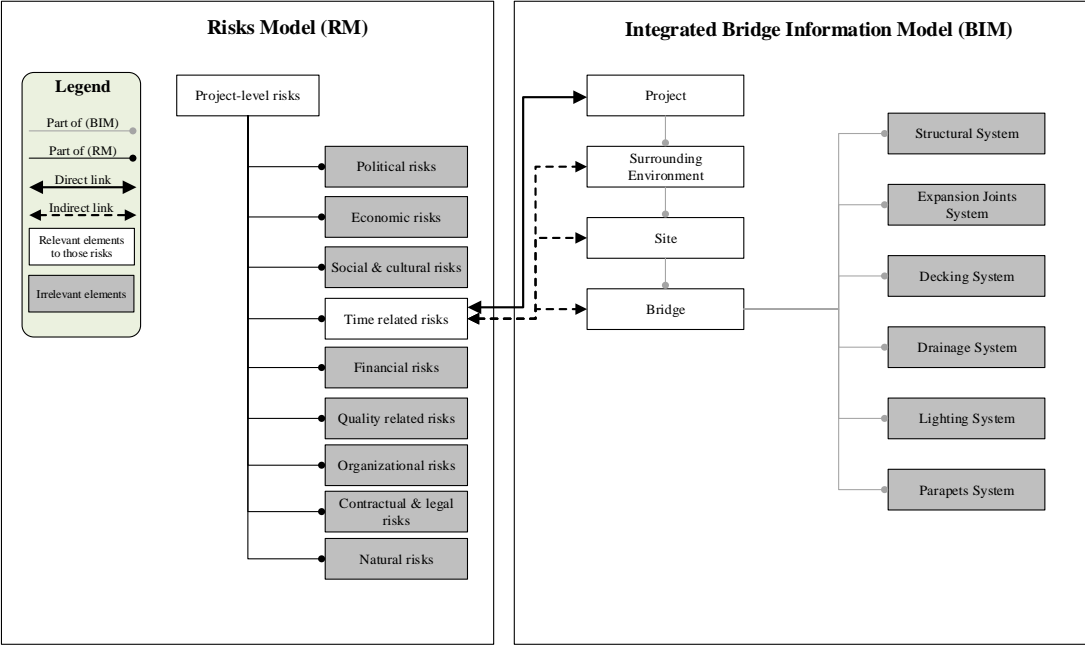 Risks Model (RM)
Legend
Part of (BIM)
Part of (RM)
Direct link
Indirect link
Relevant elements
to those risks
Irrelevant elements
Project-level risks
Political risks
Economic risks
Social & cultural risks
Time related risks
Financial risks
Quality related risks
Organizational risks
Contractual & legal
risks
Natural risks
Integrated Bridge Information Model (BIM)
Project
Surrounding
Environment
Site
Bridge
Structural System
Expansion Joints
System
Decking System
Drainage System
Lighting System
Parapets System